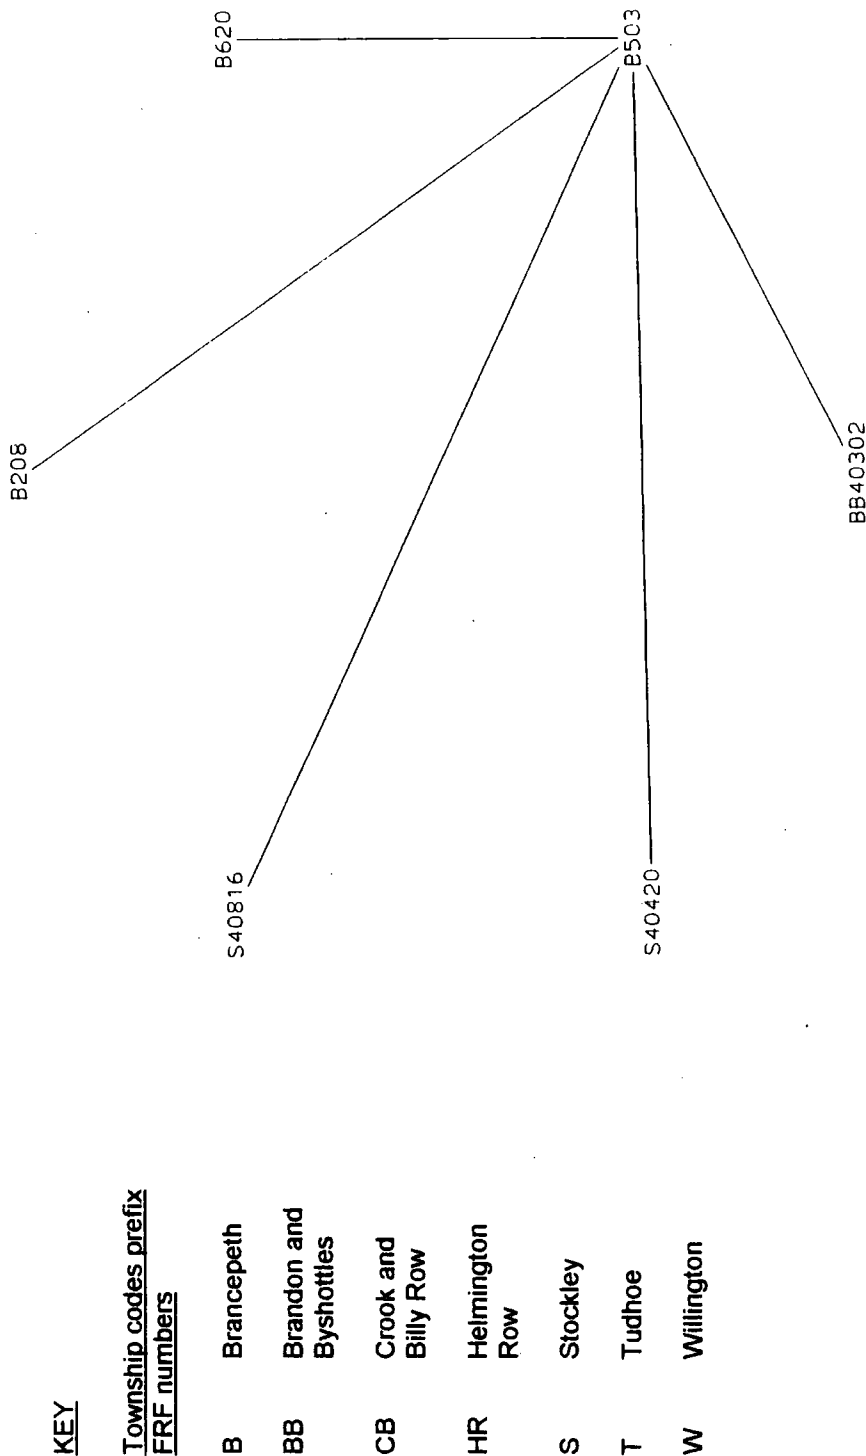 KEY
Township codes prefix
FRF numbers
B Brancepeth
BB Brandon and
Byshottles
CB Crook and
Billy Row
HR Helmington
Row
S Stockley
T Tudhoe
W Willington
S40816
S40420
B208
BB40302
B620
B503